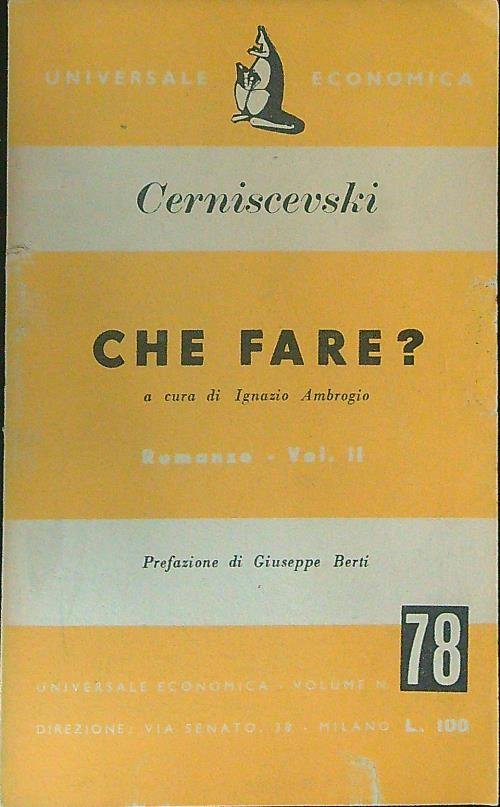 UNIVERSALE ECONOMICA
Cerniscevski
CHE FARE?
a cura di Ignazio Ambrogio
Romanzo - Vol. II
Prefazione di Giuseppe Berti
UNIVERSALE ECONOMICA - VOLUME N. 78
DIREZIONE: VIA SENATO, 38 - MILANO L. 100